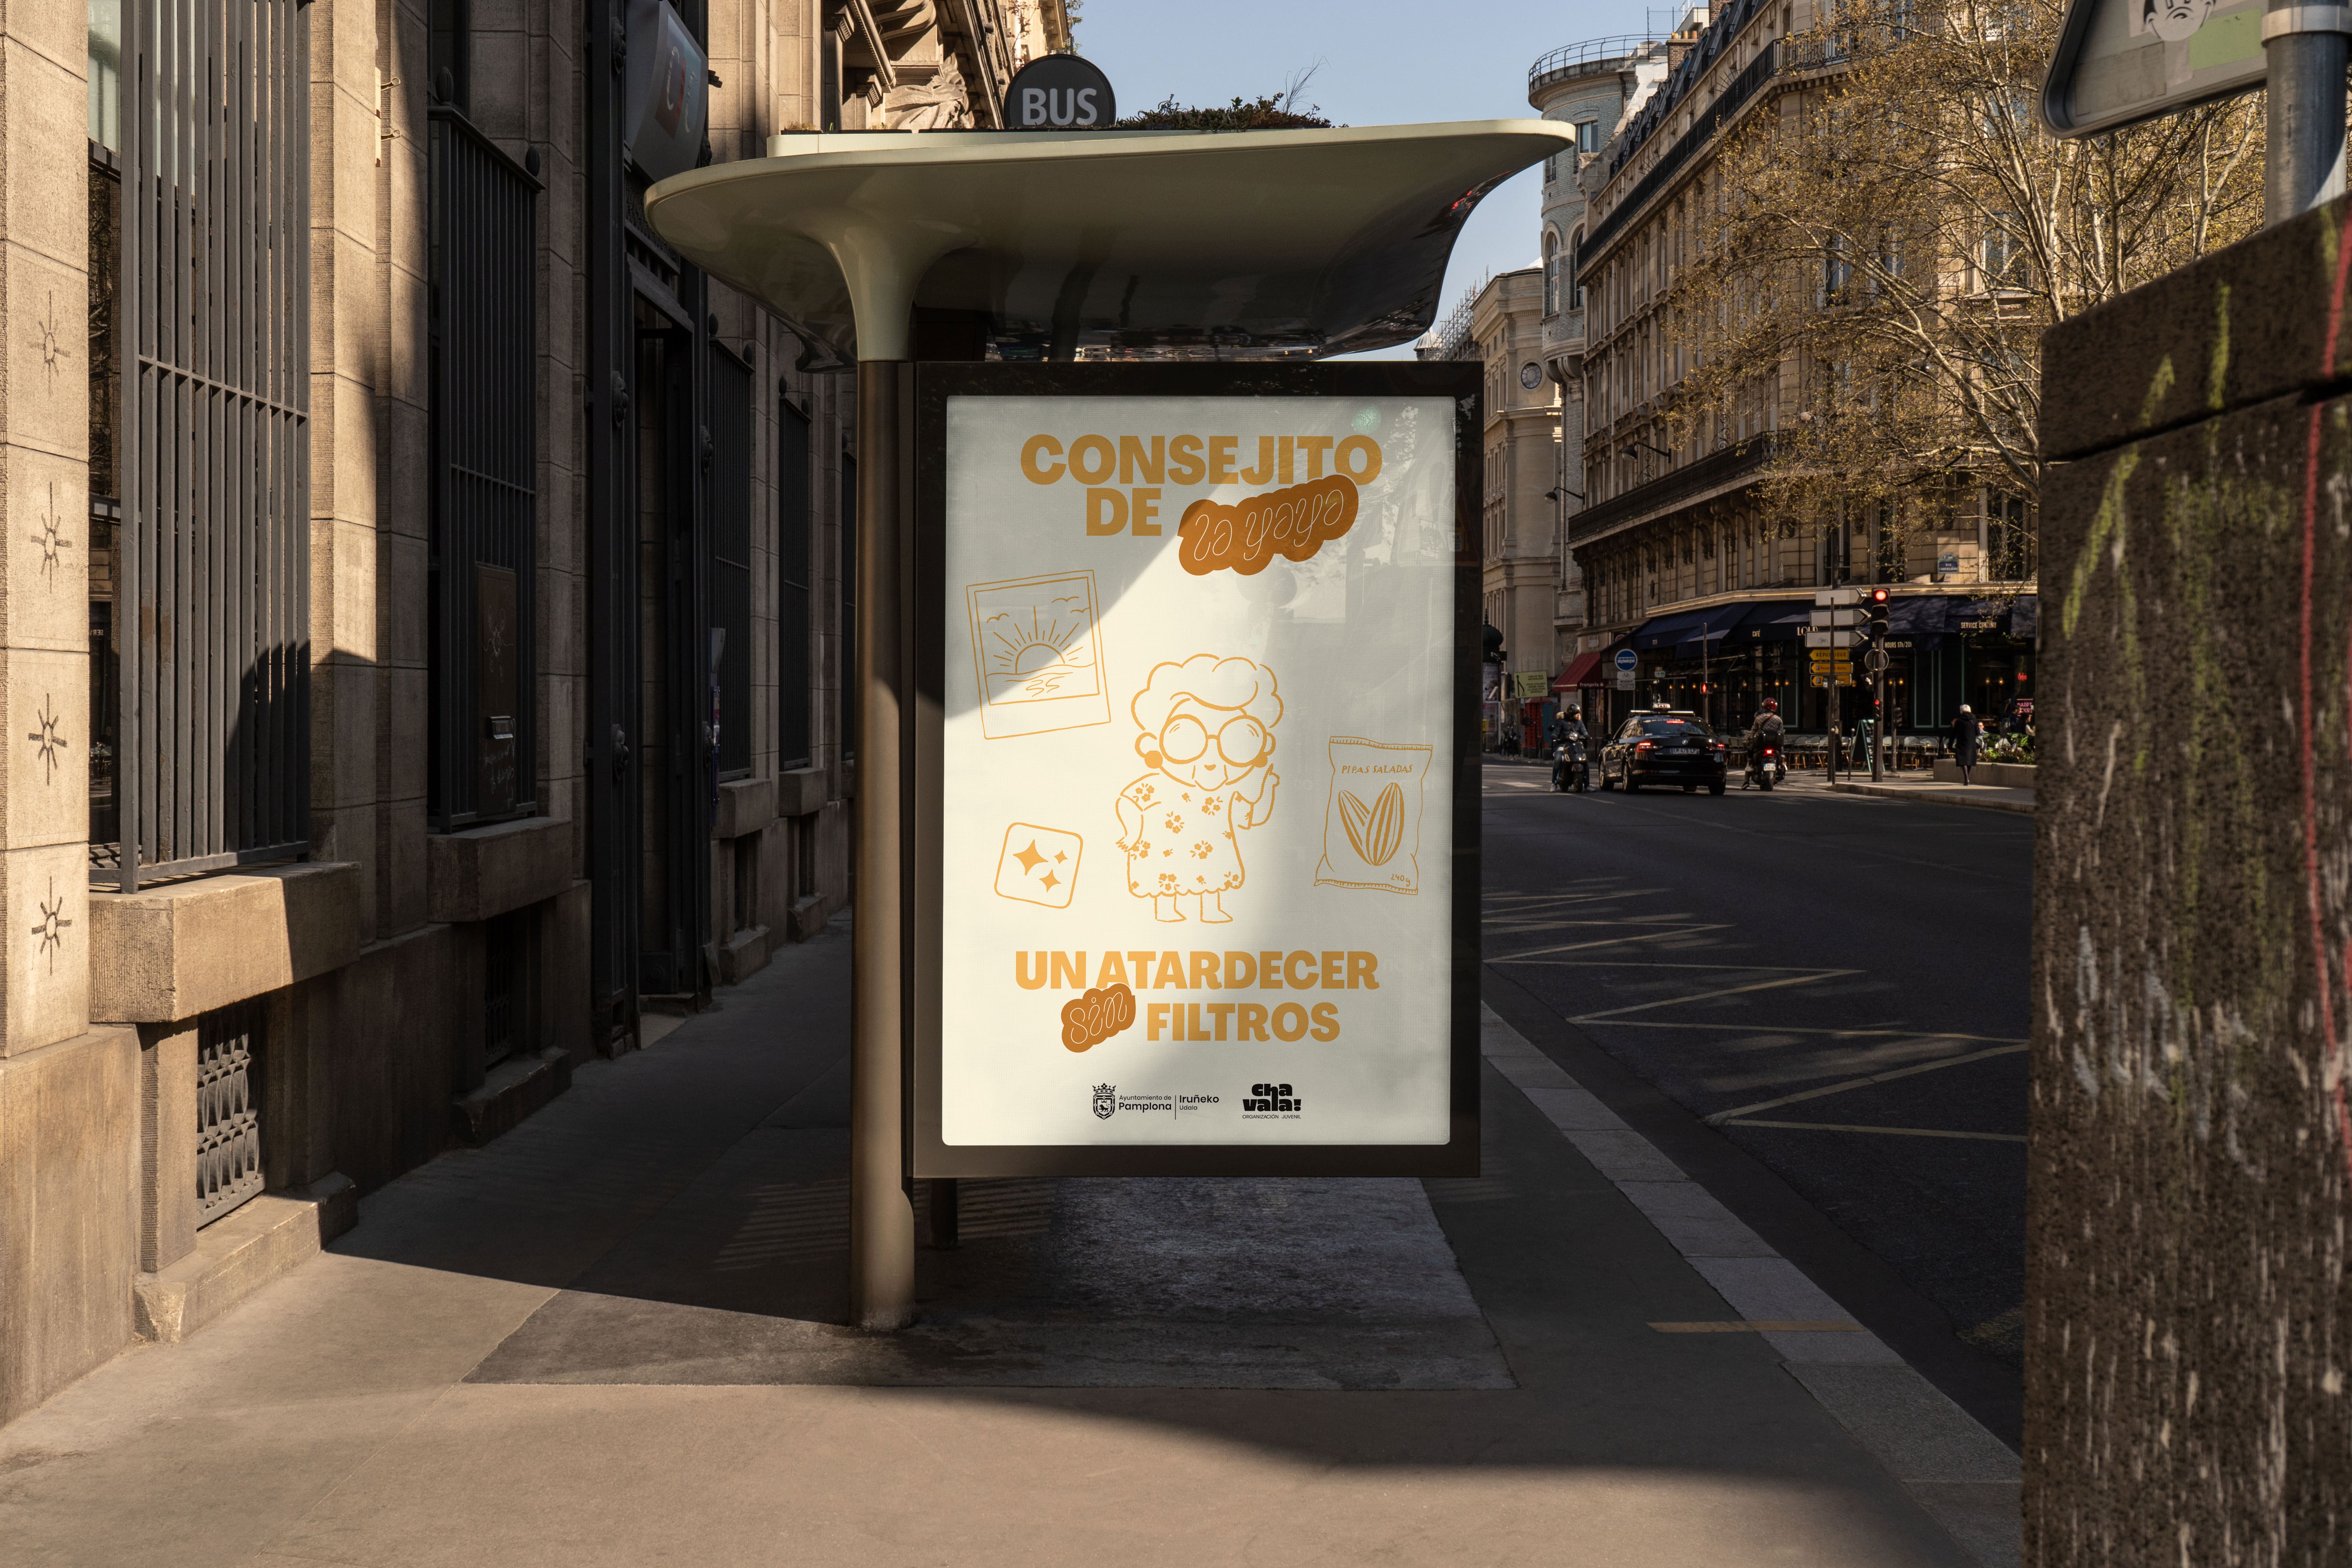 BUS
CONSEJITO
DE la yaya
PIPAS SALADAS
240g
UN ATARDECER
sin FILTROS
Ayuntamiento de
Pamplona
Iruñeko
Udala
cha
vala!
ORGANIZACIÓN JUVENIL